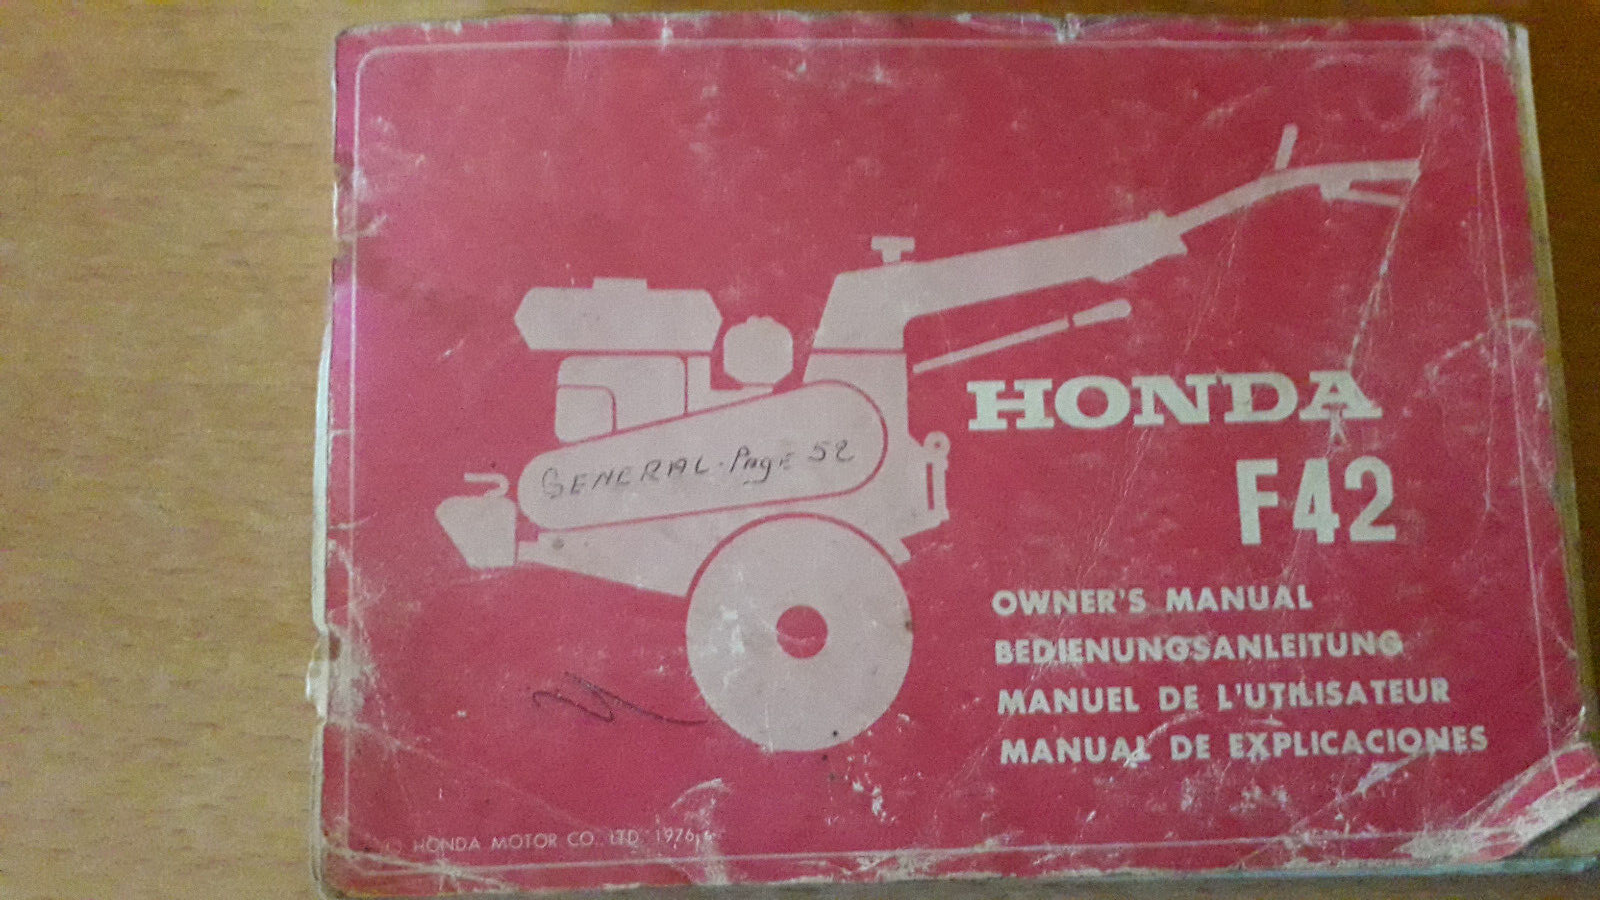 GENERAL. Page 52
HONDA
F42
OWNER'S MANUAL
BEDIENUNGSANLEITUNG
MANUEL DE L'UTILISATEUR
MANUAL DE EXPLICACIONES
© HONDA MOTOR CO. LTD. 1976